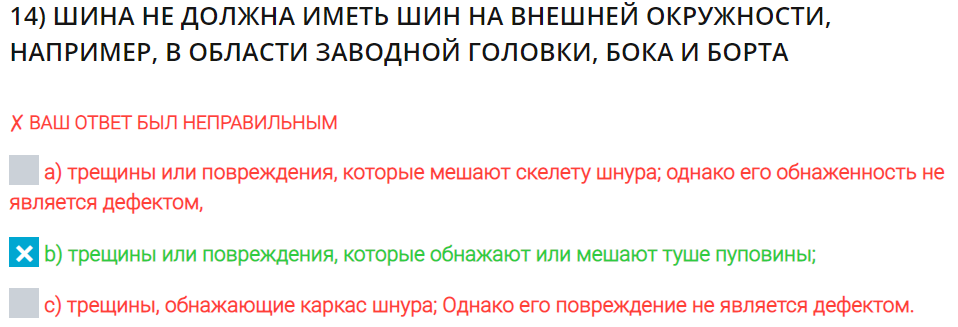 14) ШИНА НЕ ДОЛЖНА ИМЕТЬ ШИН НА ВНЕШНЕЙ ОКРУЖНОСТИ,
НАПРИМЕР, В ОБЛАСТИ ЗАВОДНОЙ ГОЛОВКИ, БОКА И БОРТА
✗ ВАШ ОТВЕТ БЫЛ НЕПРАВИЛЬНЫМ
a) трещины или повреждения, которые мешают скелету шнура; однако его обнаженность не
является дефектом,
b) трещины или повреждения, которые обнажают или мешают туше пуповины;
c) трещины, обнажающие каркас шнура; Однако его повреждение не является дефектом.